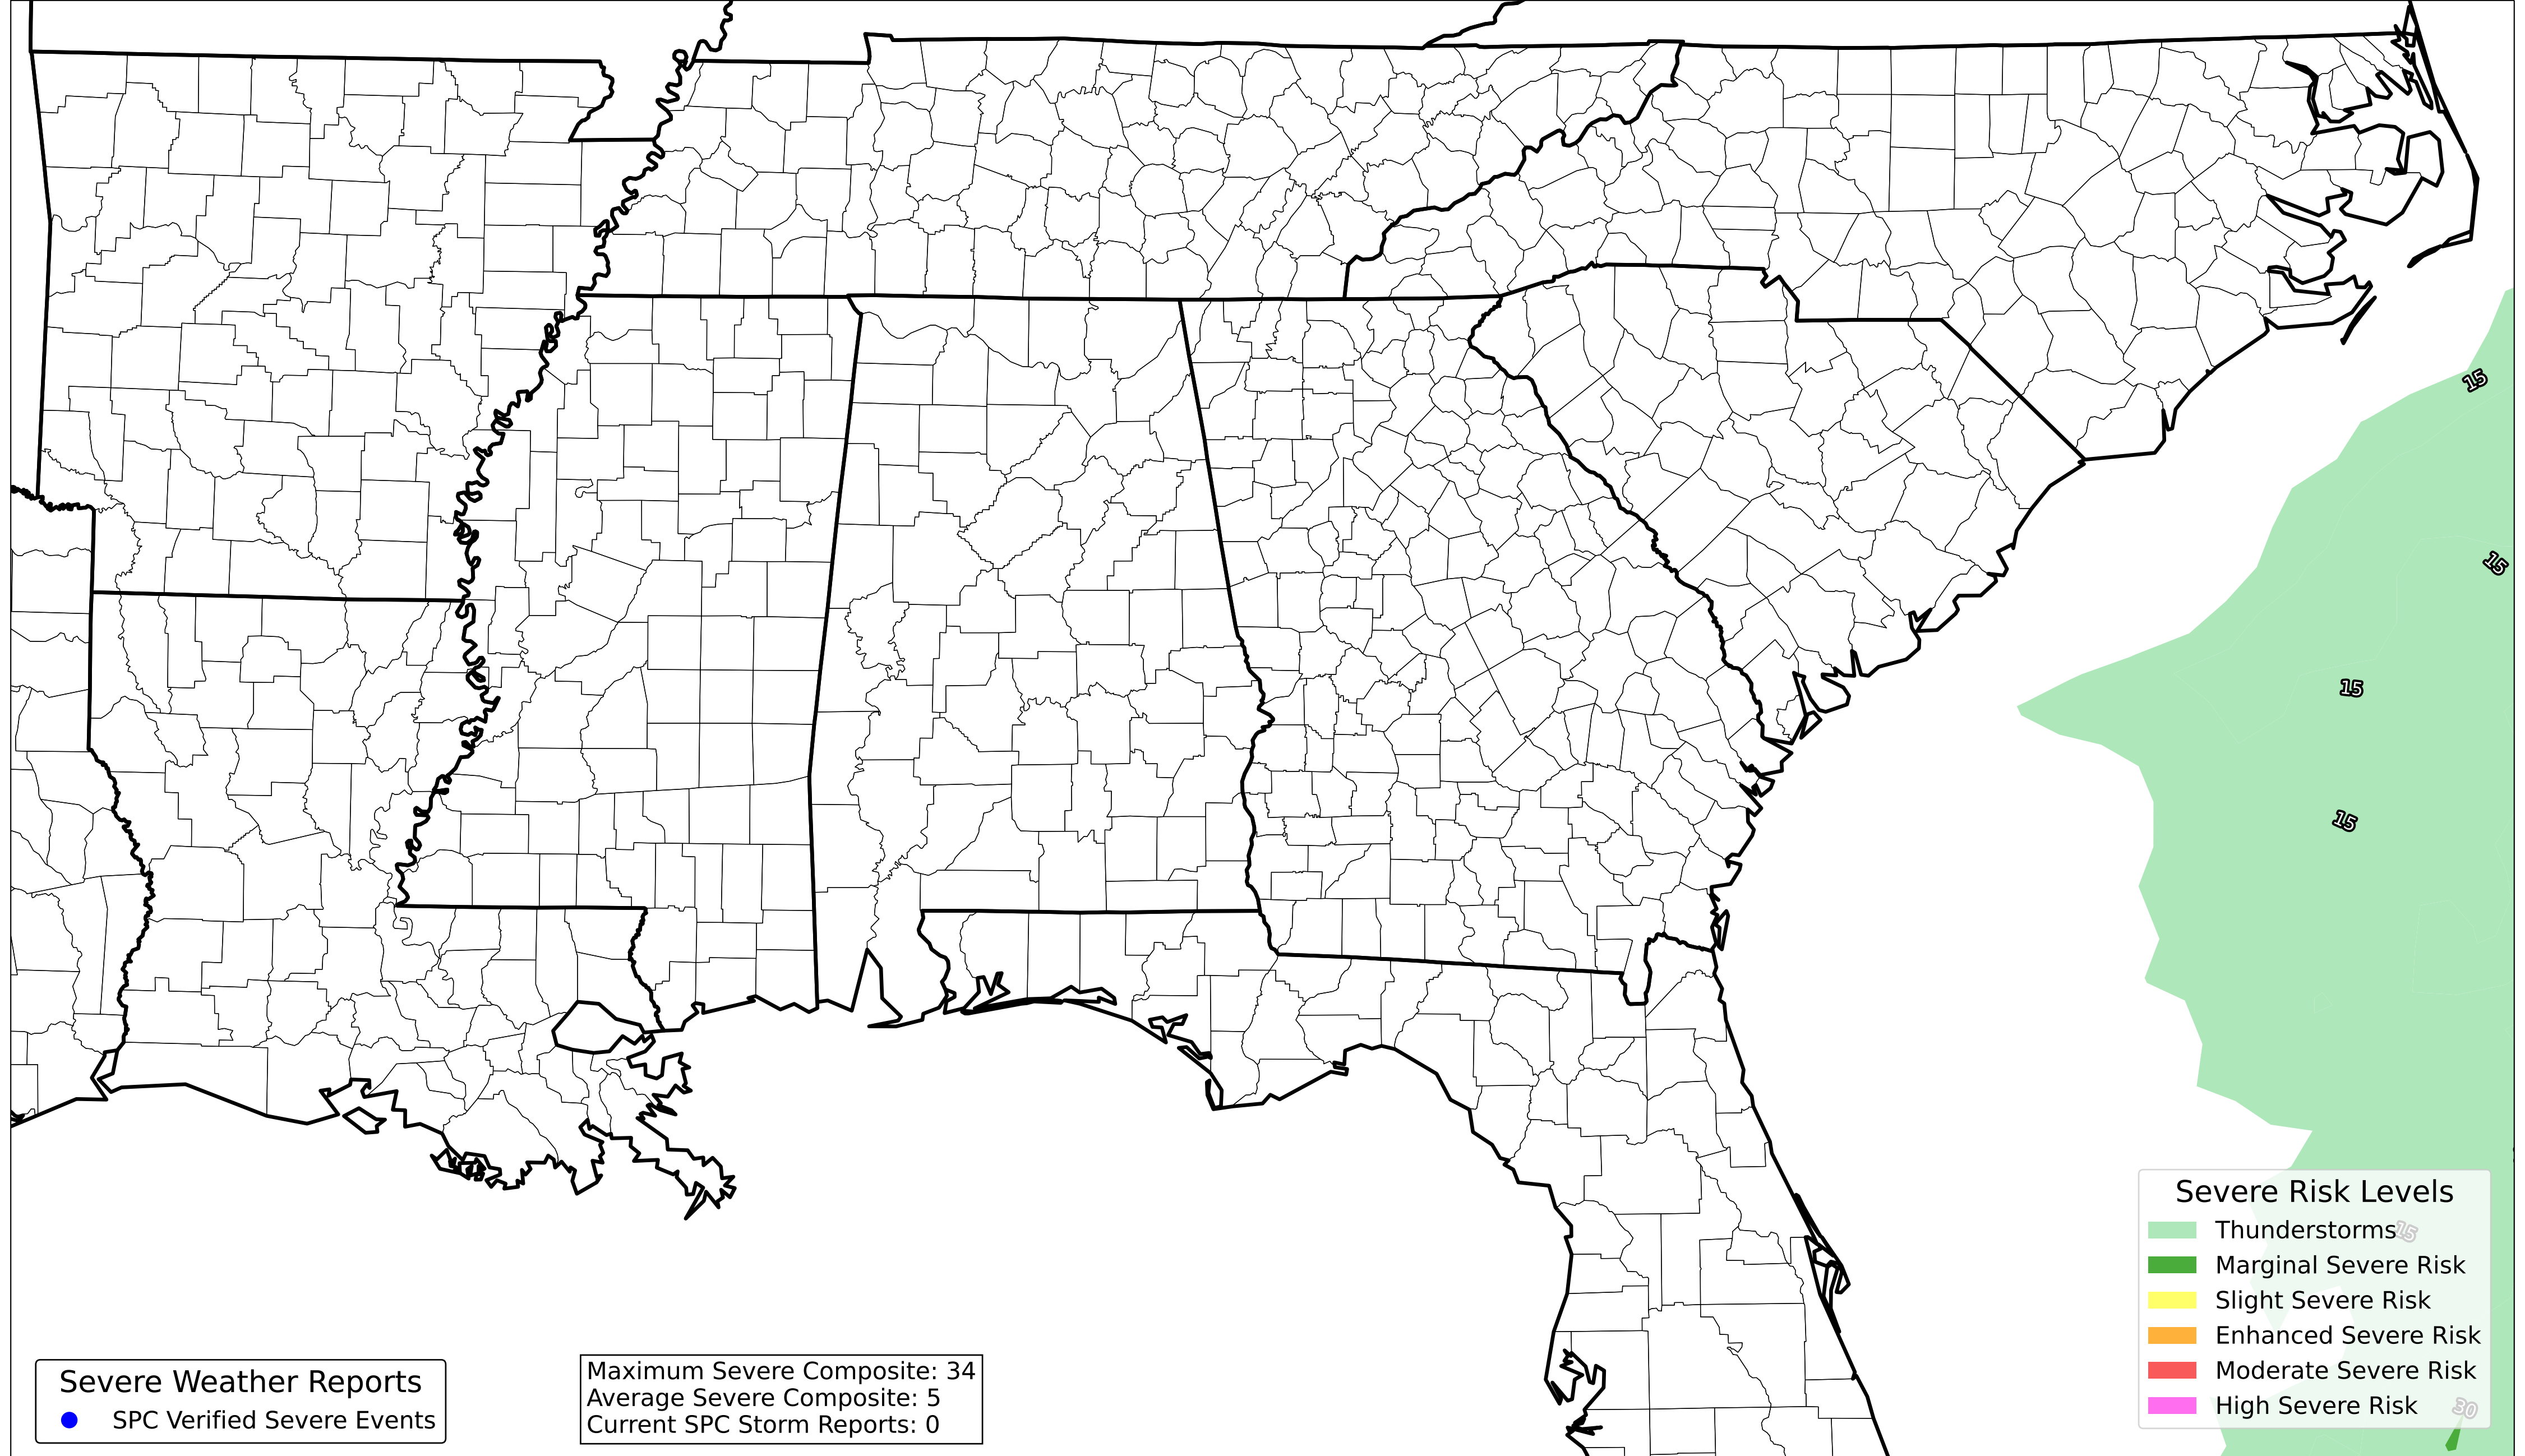 15
15
15
15
Severe Risk Levels
Thunderstorms
15
Marginal Severe Risk
Slight Severe Risk
Enhanced Severe Risk
Moderate Severe Risk
High Severe Risk
30
Severe Weather Reports
SPC Verified Severe Events
Maximum Severe Composite: 34
Average Severe Composite: 5
Current SPC Storm Reports: 0